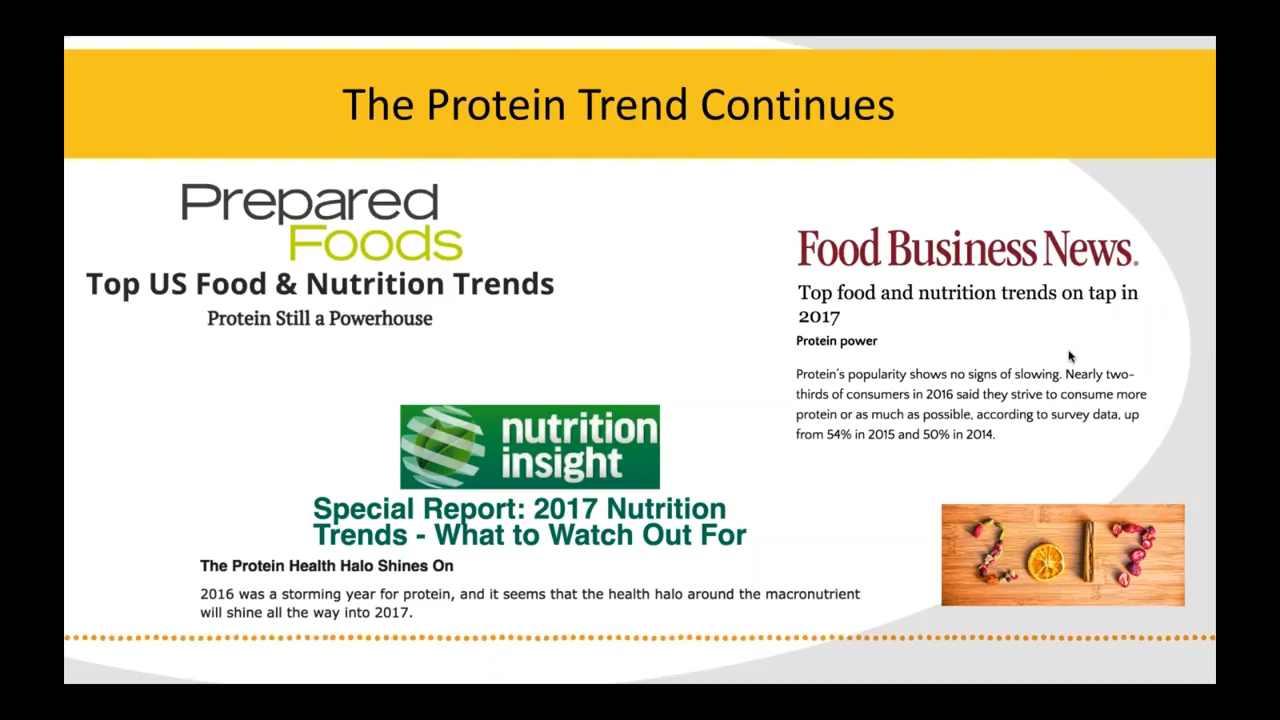 The Protein Trend Continues
Prepared
Foods
Top US Food & Nutrition Trends
Protein Still a Powerhouse
Food Business News.
Top food and nutrition trends on tap in
2017
Protein power
Protein's popularity shows no signs of slowing. Nearly two-
thirds of consumers in 2016 said they strive to consume more
protein or as much as possible, according to survey data, up
from 54% in 2015 and 50% in 2014.
nutrition
insight
Special Report: 2017 Nutrition
Trends - What to Watch Out For
The Protein Health Halo Shines On
2016 was a storming year for protein, and it seems that the health halo around the macronutrient
will shine all the way into 2017.
2017